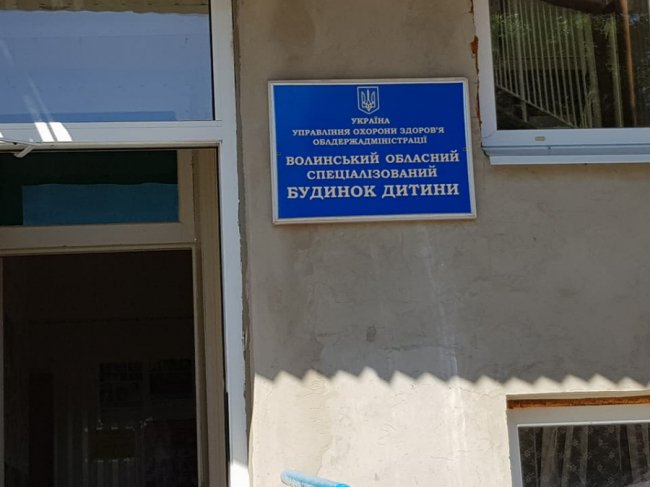 УКРАЇНА
УПРАВЛІННЯ ОХОРОНИ ЗДОРОВ'Я
ОБЛДЕРЖАДМІНІСТРАЦІЇ
ВОЛИНСЬКИЙ ОБЛАСНИЙ
СПЕЦІАЛІЗОВАНИЙ
БУДИНОК ДИТИНИ